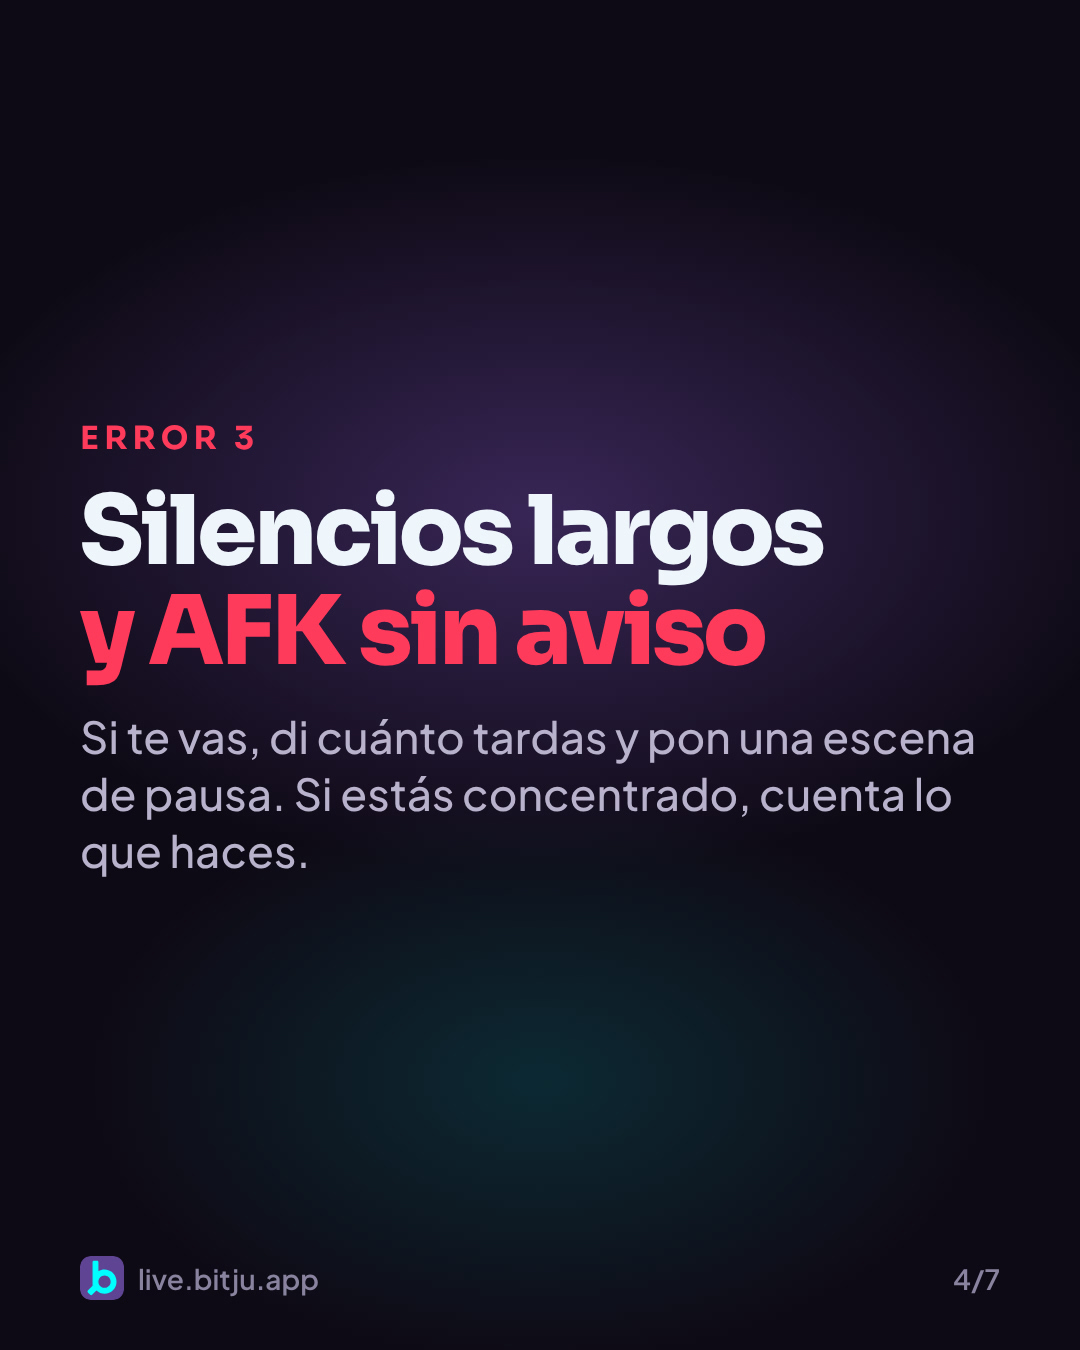 ERROR 3
Silencios largos
y AFK sin aviso
Si te vas, di cuánto tardas y pon una escena
de pausa. Si estás concentrado, cuenta lo
que haces.
live.bitju.app
4/7